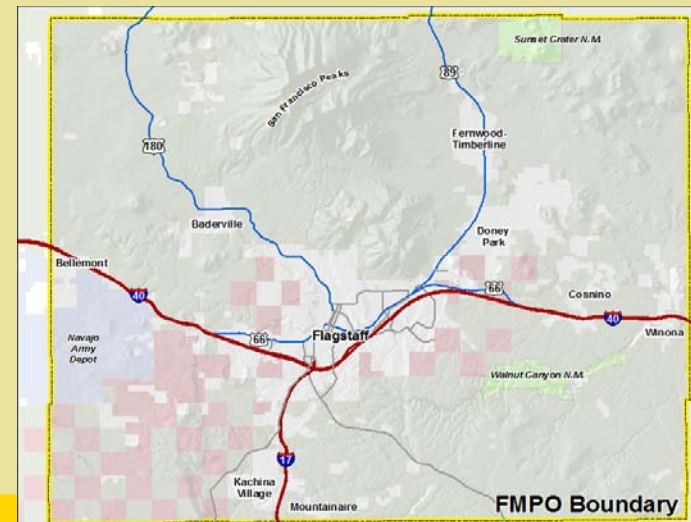 Sunset Crater N.M.
San Francisco Peaks
89
180
Fernwood-
Timberline
Baderville
Doney
Park
Bellemont
40
66
Cosnino
40
Winona
Navajo
Army
Depot
66
Flagstaff
Walnut Canyon N.M.
17
Kachina
Village
Mountainaire
FMPO Boundary